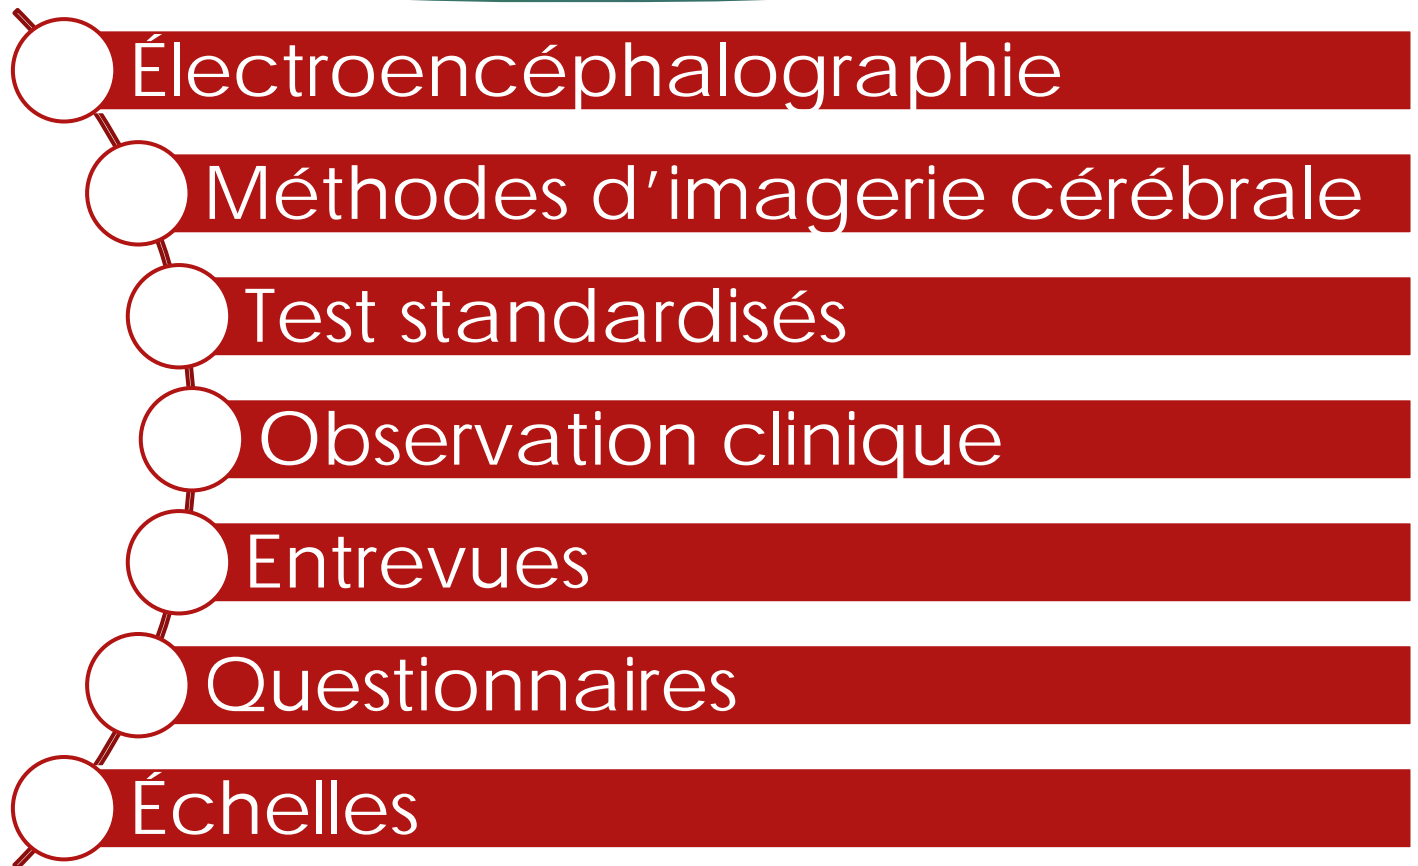 Électroencéphalographie
Méthodes d'imagerie cérébrale
Test standardisés
Observation clinique
Entrevues
Questionnaires
Échelles